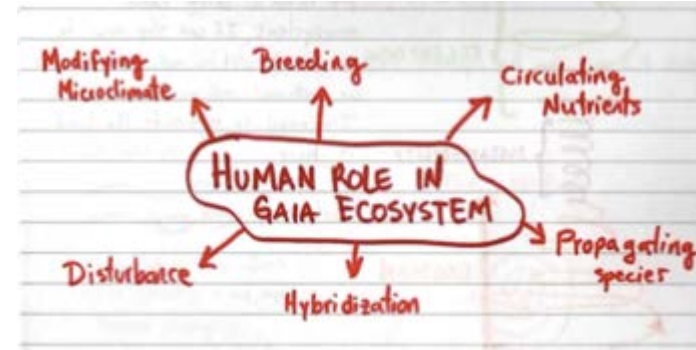 Modifying
Microclimate
Breeding
Circulating
Nutrients
HUMAN ROLE IN
GAIA ECOSYSTEM
Propagating
species
Disturbance
Hybridization